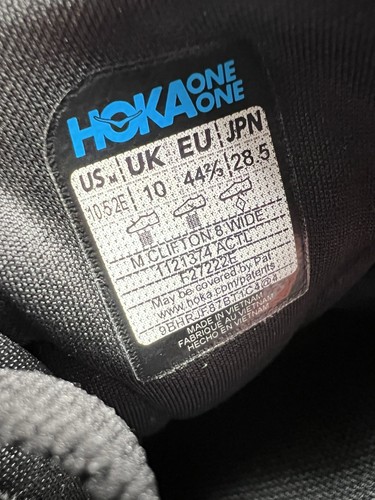 HOKA ONE ONE
US M UK EU JPN
10.5 2E 10 44⅔ 28.5
M CLIFTON 8 WIDE
1121374 ACTL
F27222E
May be covered by Pat.
www.hoka.com/patents
MADE IN VIETNAM
FABRIQUÉ AU VIETNAM
HECHO EN VIETNAM